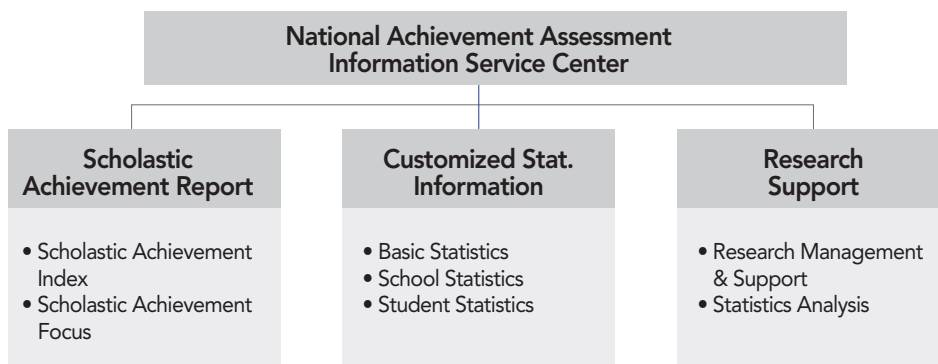 National Achievement Assessment
Information Service Center
Scholastic
Achievement Report
• Scholastic Achievement
Index
• Scholastic Achievement
Focus
Customized Stat.
Information
• Basic Statistics
• School Statistics
• Student Statistics
Research
Support
• Research Management
& Support
• Statistics Analysis